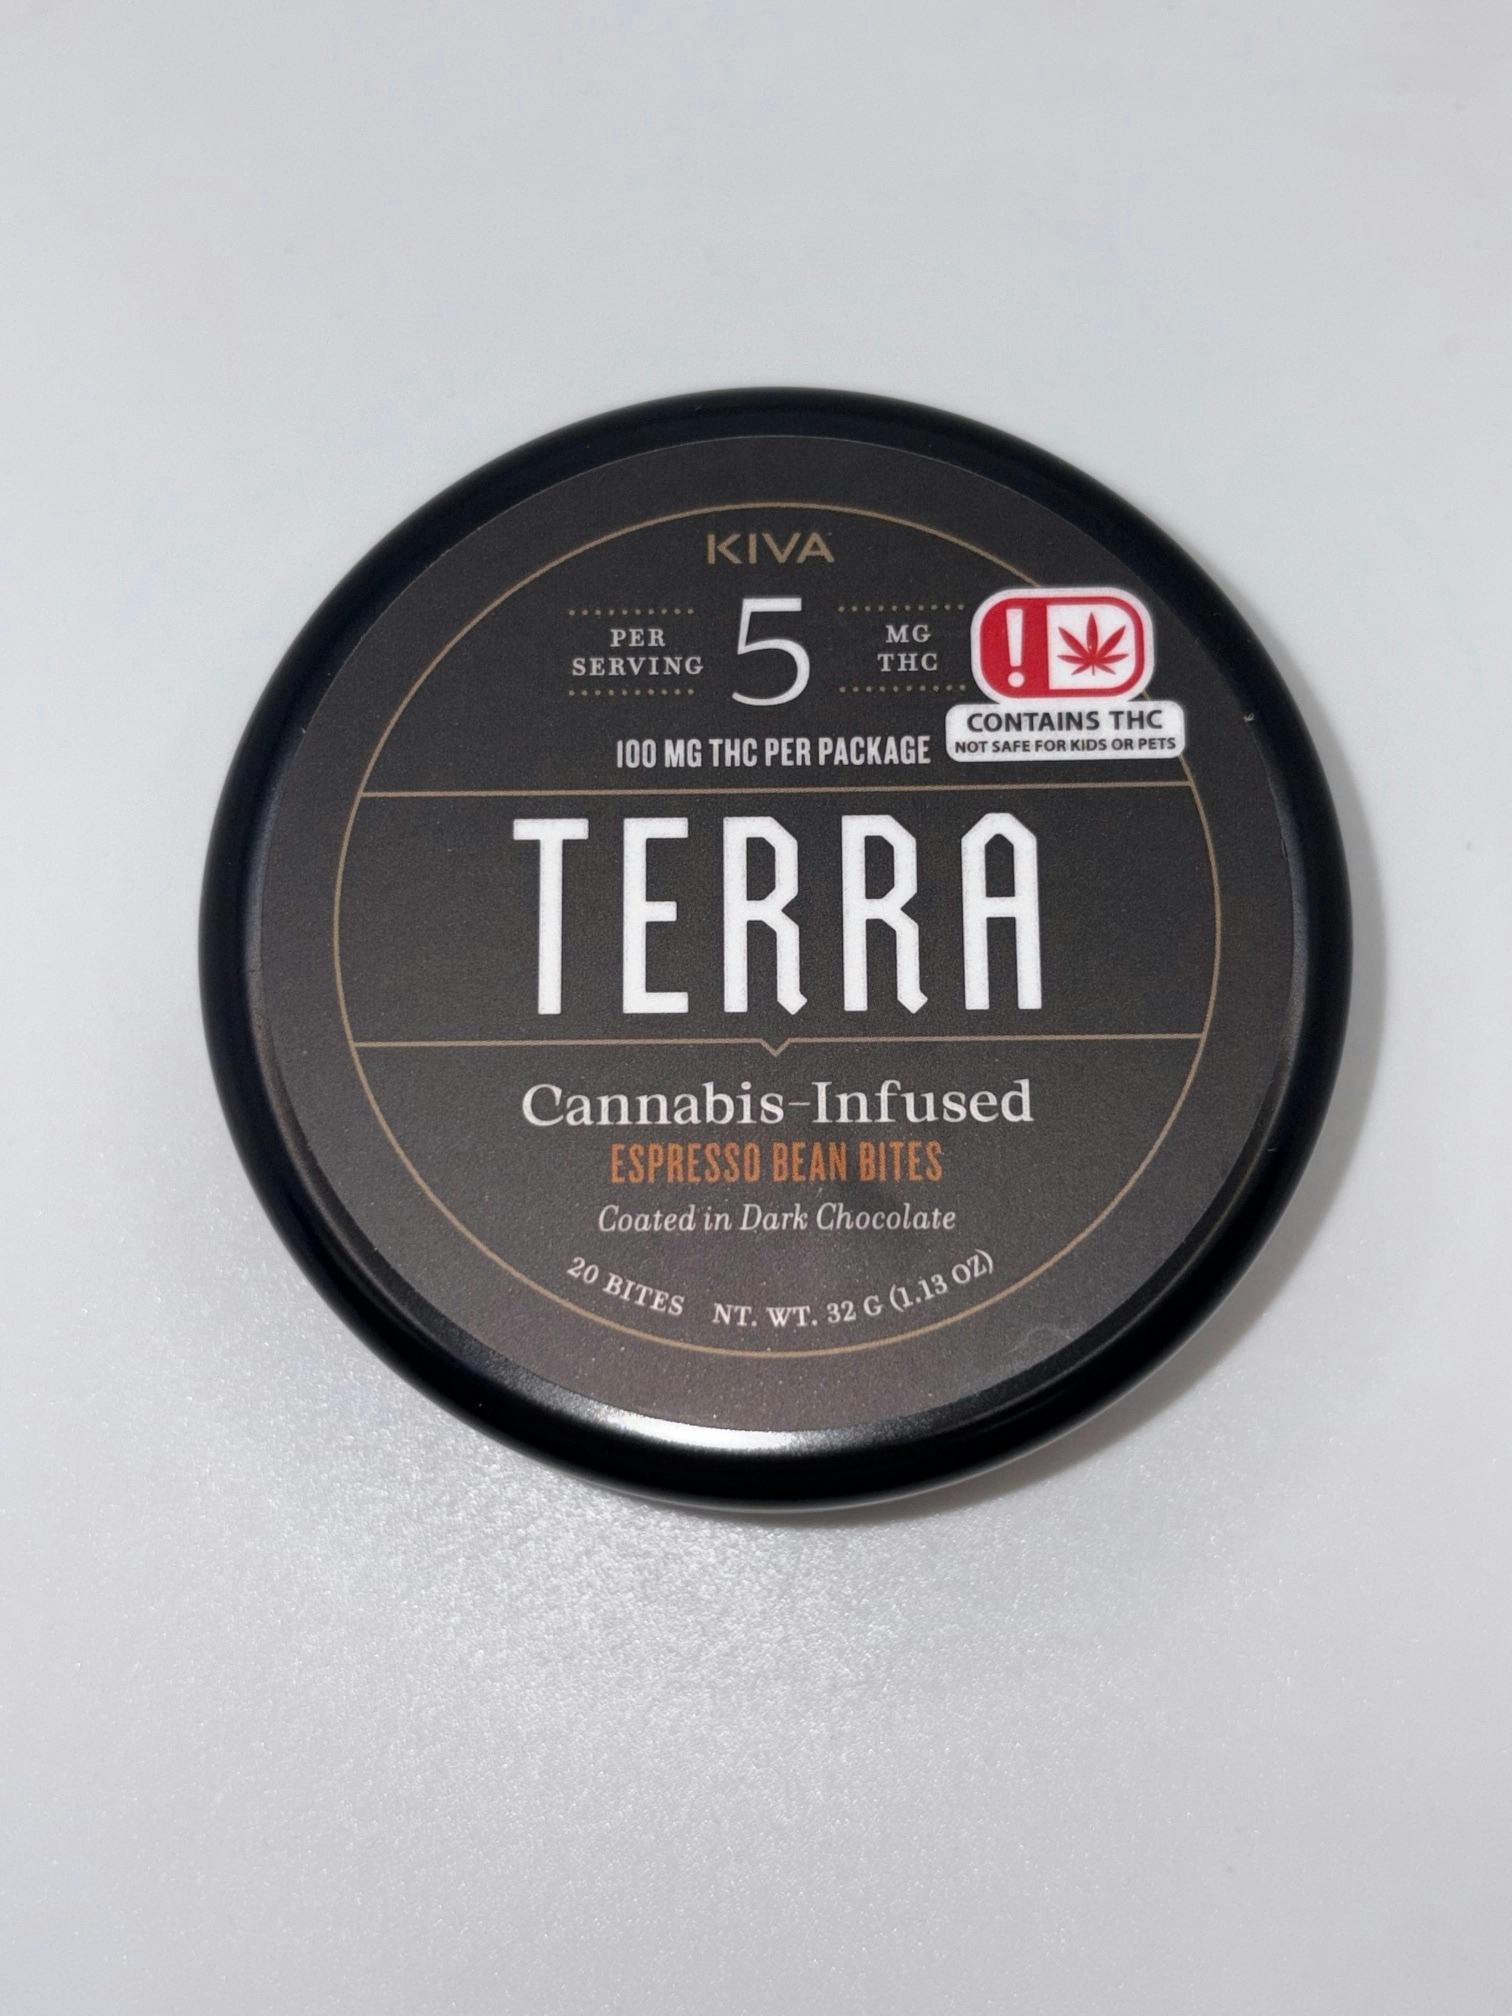 KIVA
PER
SERVING
5
MG
THC
100 MG THC PER PACKAGE
!
CONTAINS THC
NOT SAFE FOR KIDS OR PETS
TERRA
Cannabis-Infused
ESPRESSO BEAN BITES
Coated in Dark Chocolate
20 BITES NT. WT. 32 G (1.13 OZ)